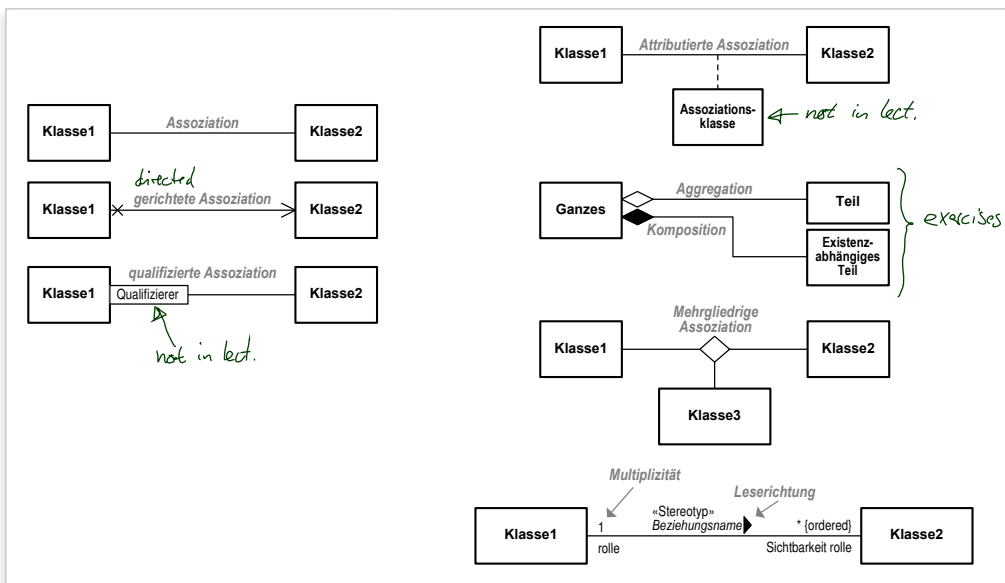 Klasse1
Assoziation
Klasse2
directed
Klasse1
gerichtete Assoziation
Klasse2
qualifizierte Assoziation
Klasse1
Qualifizierer
Klasse2
not in lect.
Attributierte Assoziation
Klasse1
Klasse2
Assoziations-
klasse
not in lect.
Aggregation
Ganzes
Teil
Komposition
Existenz-
abhängiges
Teil
exercises
Mehrgliedrige
Assoziation
Klasse1
Klasse2
Klasse3
Multiplizität
Leserichtung
«Stereotyp»
Klasse1
1
Beziehungsname
* {ordered}
Klasse2
rolle
Sichtbarkeit rolle